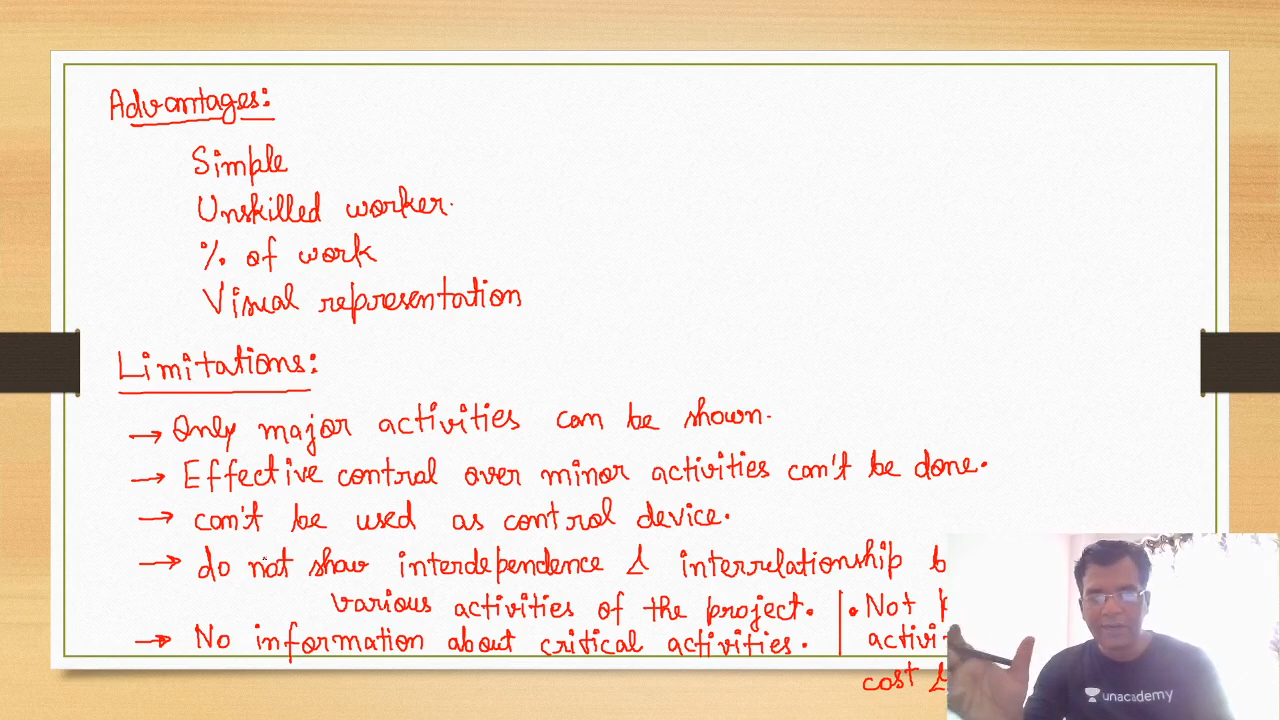 Advantages:
Simple
Unskilled worker.
% of work
Visual representation
Limitations:
→ Only major activities can be shown.
→ Effective control over minor activities can't be done.
→ can't be used as control device.
→ do not show interdependence & interrelationship
various activities of the project.
• Not
→ No information about critical activities.
cost &
unacademy